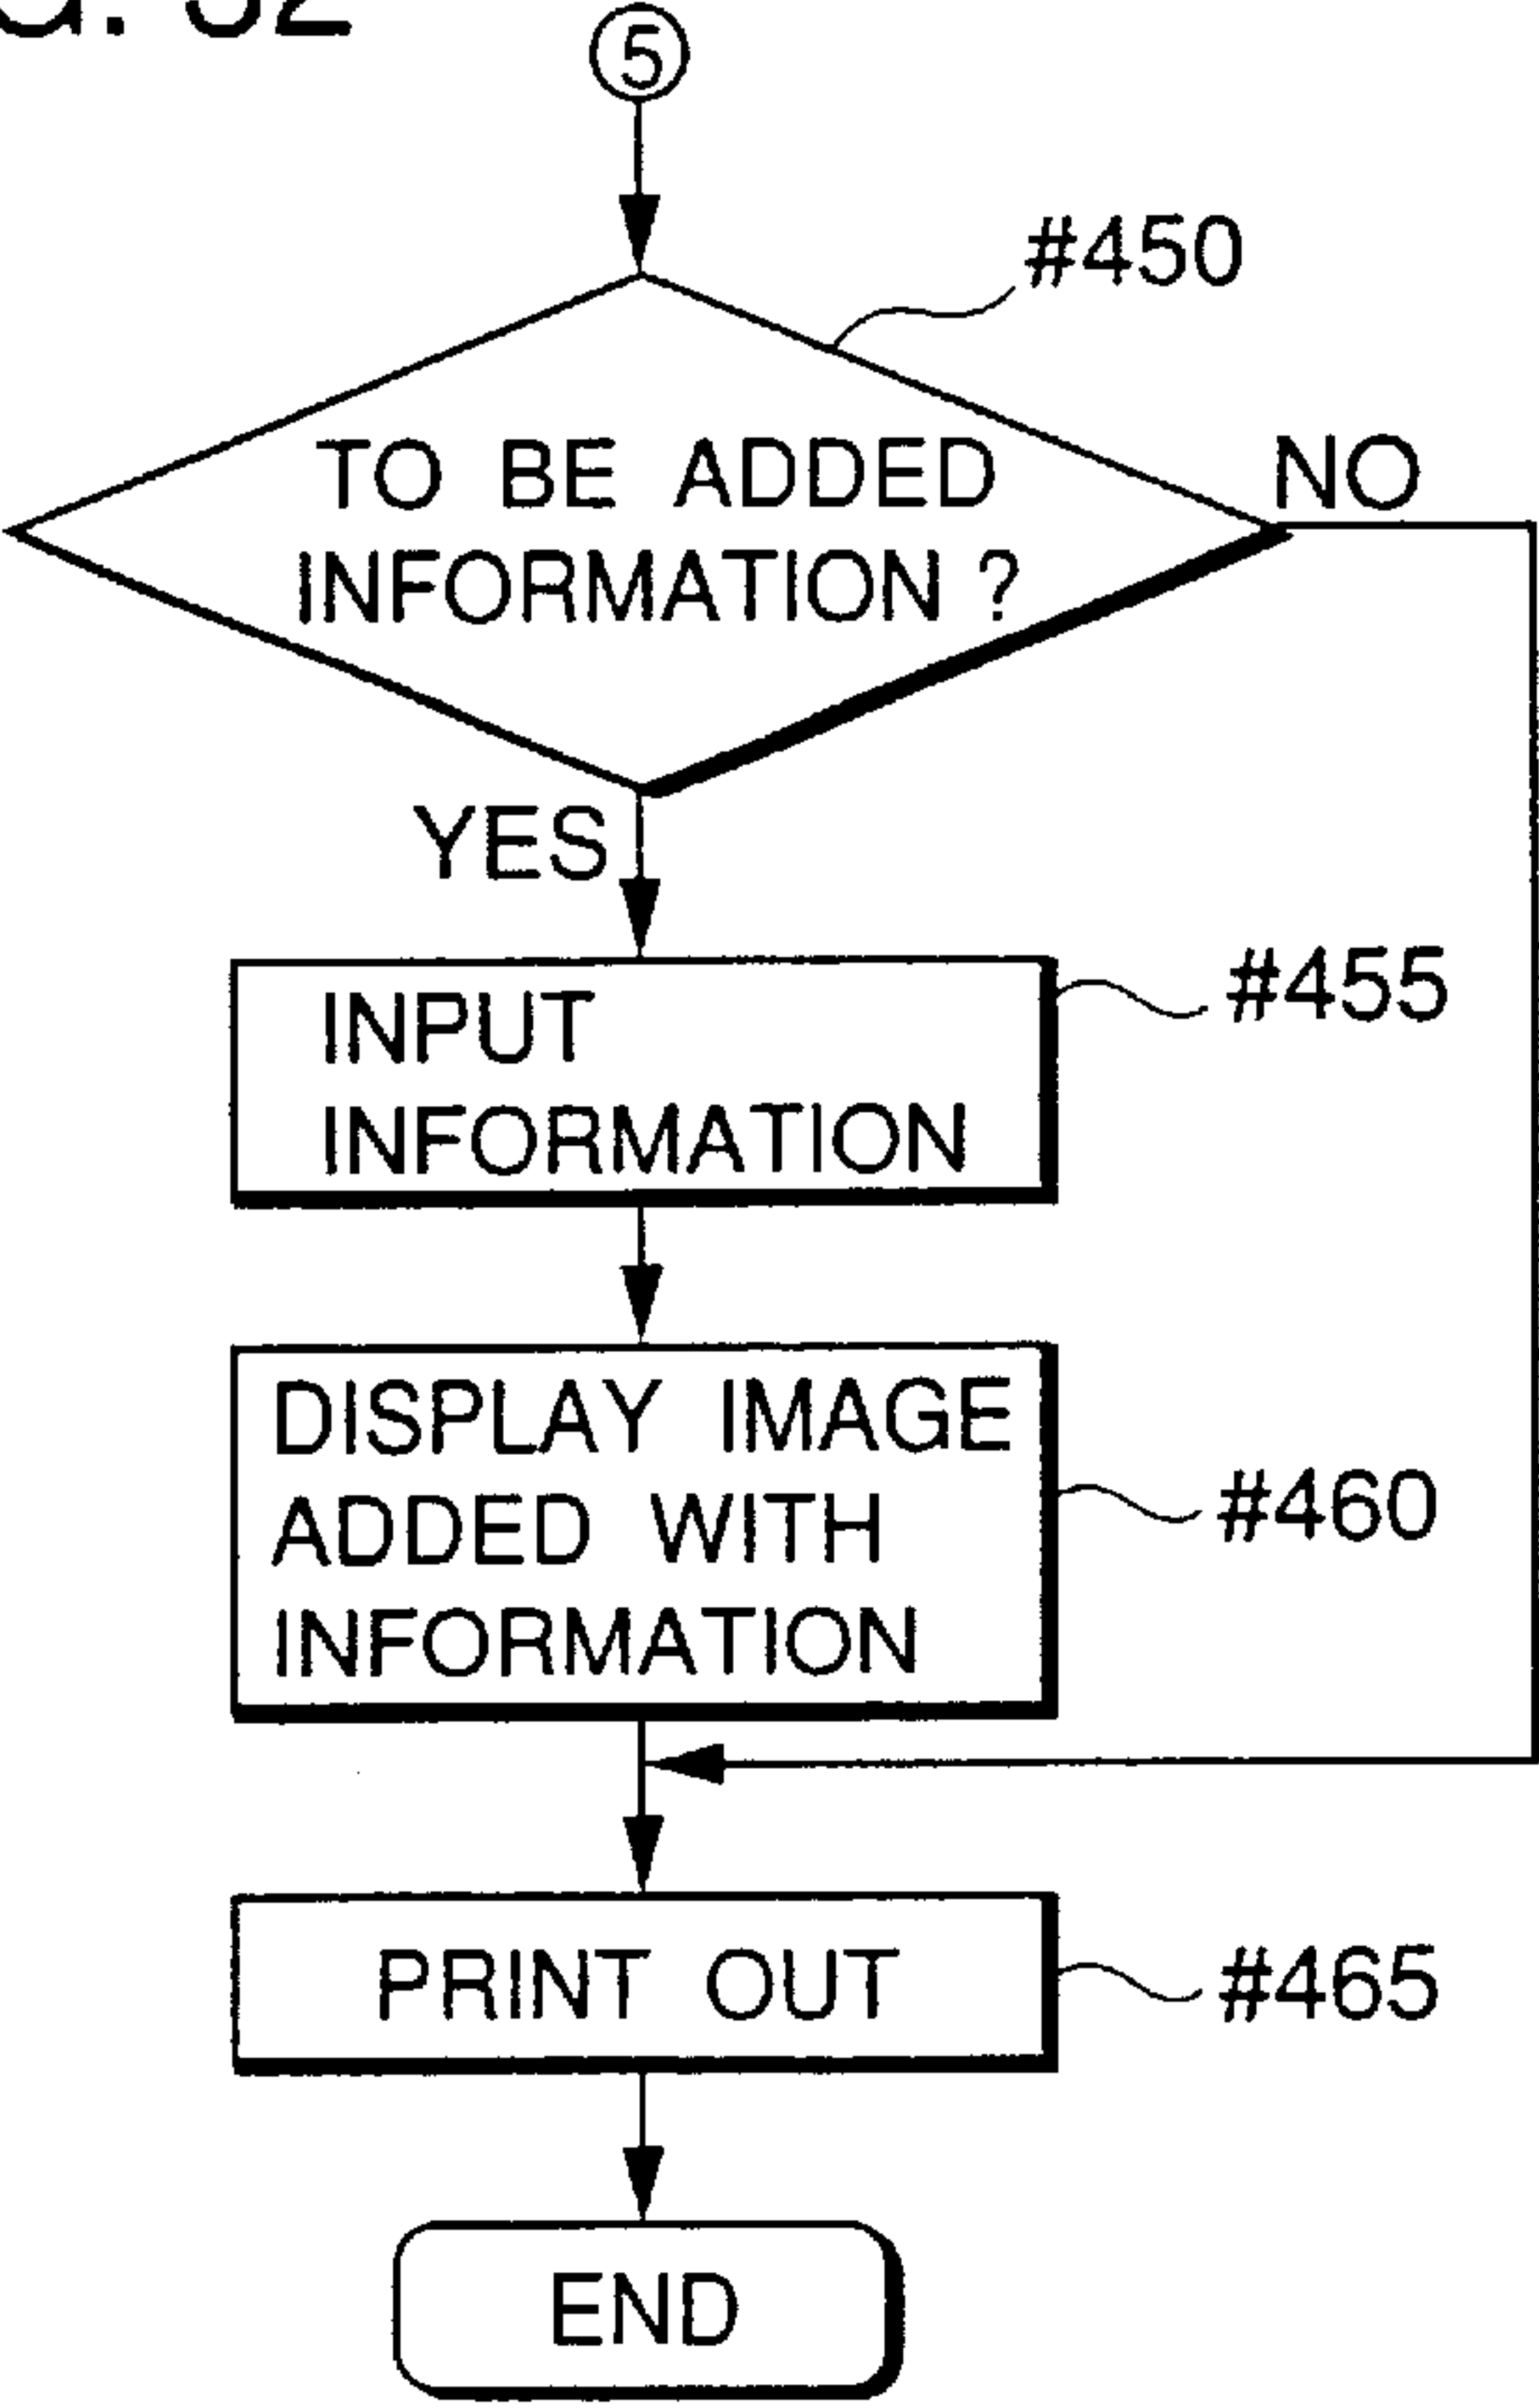 ⑤
#450
TO BE ADDED
INFORMATION ?
NO
YES
INPUT
INFORMATION
#455
DISPLAY IMAGE
ADDED WITH
INFORMATION
#460
PRINT OUT
#465
END